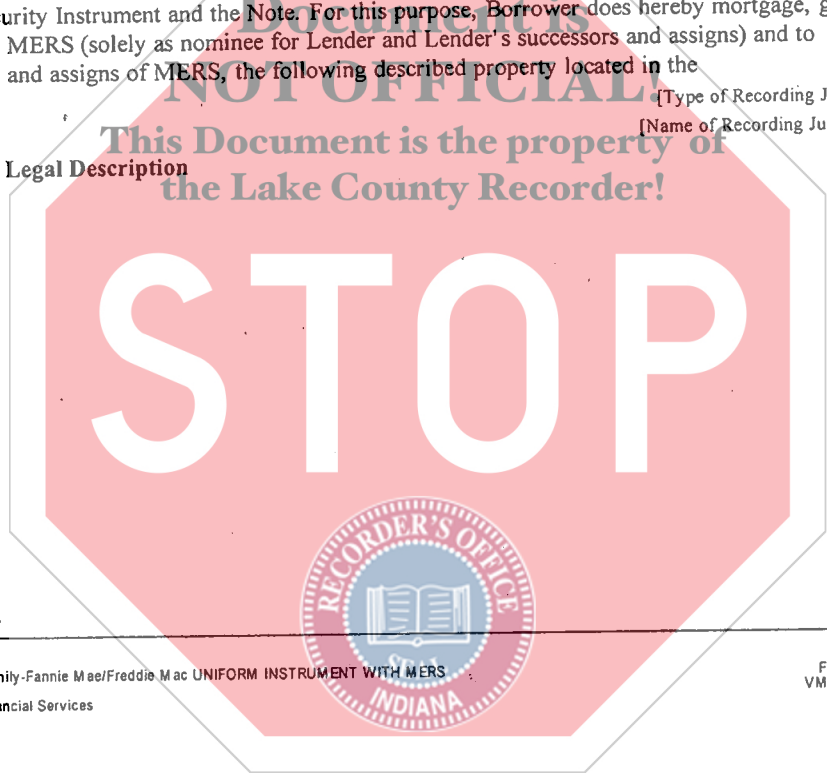 Document is
urity Instrument and the Note. For this purpose, Borrower does hereby mortgage, g
MERS (solely as nominee for Lender and Lender's successors and assigns) and to
and assigns of MERS, the following described property located in the
NOT OFFICIAL!
[Type of Recording J
[Name of Recording Ju
This Document is the property of
Legal Description
the Lake County Recorder!
STOP
RECORDER'S OFFICE
SEAL
INDIANA
nily-Fannie Mae/Freddie Mac UNIFORM INSTRUMENT WITH MERS
F
VM
ancial Services